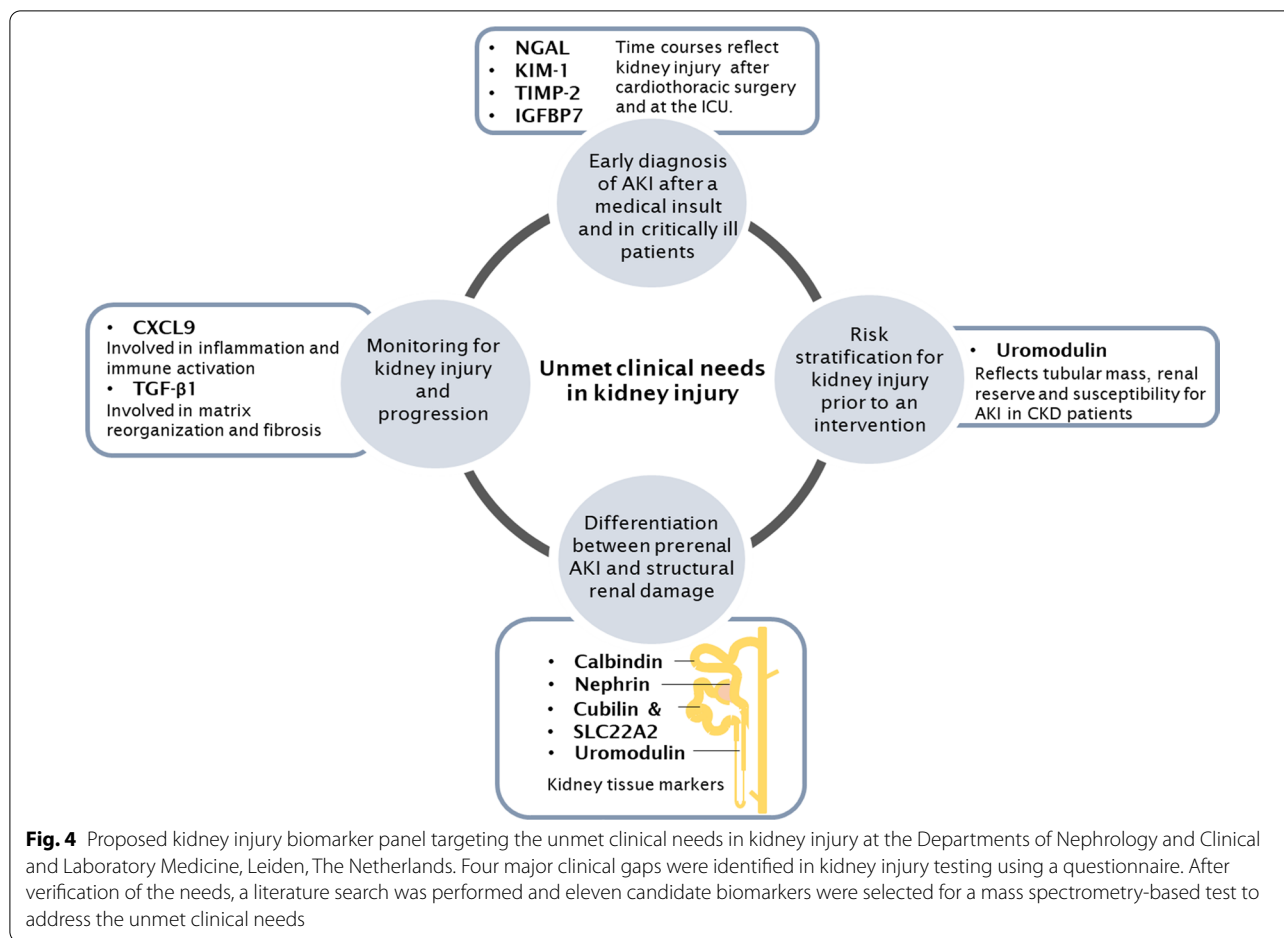 • NGAL
• KIM-1
• TIMP-2
• IGFBP7
Time courses reflect
kidney injury after
cardiothoracic surgery
and at the ICU.
Early diagnosis
of AKI after a
medical insult
and in critically ill
patients
• CXCL9
Involved in inflammation and
immune activation
• TGF-β1
Involved in matrix
reorganization and fibrosis
Monitoring for
kidney injury
and
progression
Unmet clinical needs
in kidney injury
Risk
stratification for
kidney injury
prior to an
intervention
• Uromodulin
Reflects tubular mass, renal
reserve and susceptibility for
AKI in CKD patients
Differentiation
between prerenal
AKI and structural
renal damage
• Calbindin
• Nephrin
• Cubilin &
• SLC22A2
• Uromodulin
Kidney tissue markers
Fig. 4 Proposed kidney injury biomarker panel targeting the unmet clinical needs in kidney injury at the Departments of Nephrology and Clinical
and Laboratory Medicine, Leiden, The Netherlands. Four major clinical gaps were identified in kidney injury testing using a questionnaire. After
verification of the needs, a literature search was performed and eleven candidate biomarkers were selected for a mass spectrometry-based test to
address the unmet clinical needs